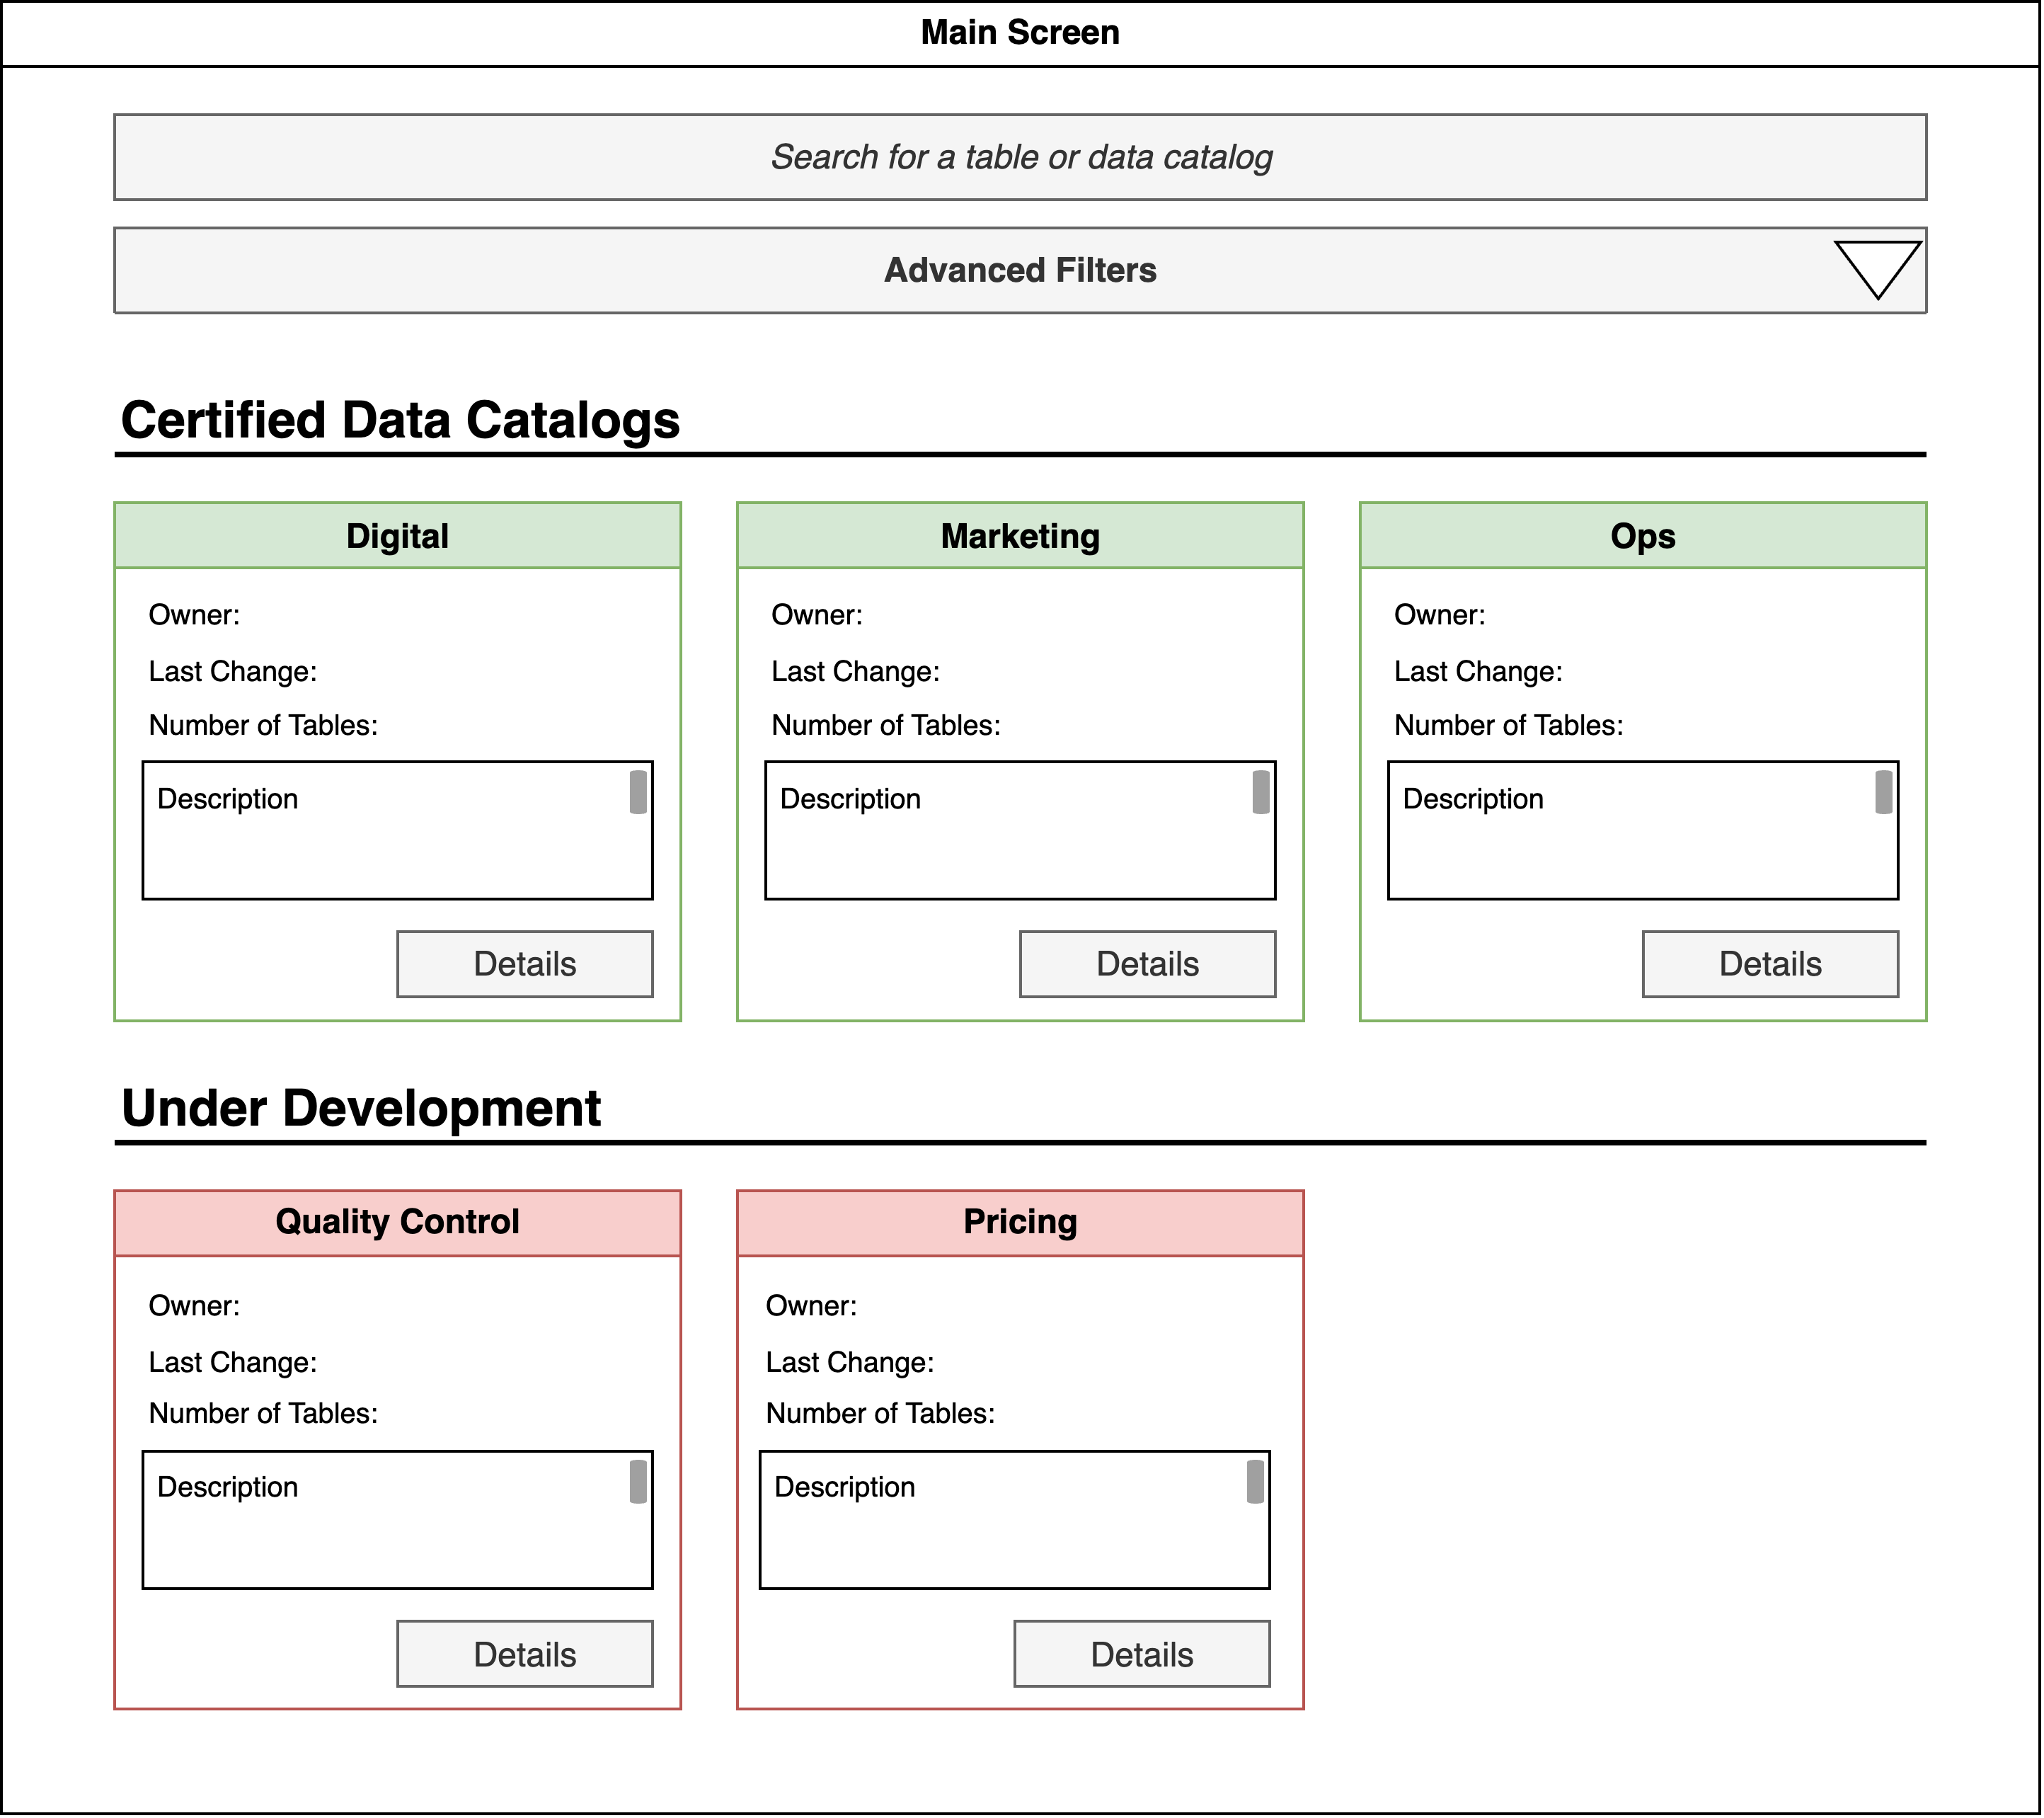 Main Screen
Search for a table or data catalog
Advanced Filters
Certified Data Catalogs
Digital
Owner:
Last Change:
Number of Tables:
Description
Details
Marketing
Owner:
Last Change:
Number of Tables:
Description
Details
Ops
Owner:
Last Change:
Number of Tables:
Description
Details
Under Development
Quality Control
Owner:
Last Change:
Number of Tables:
Description
Details
Pricing
Owner:
Last Change:
Number of Tables:
Description
Details